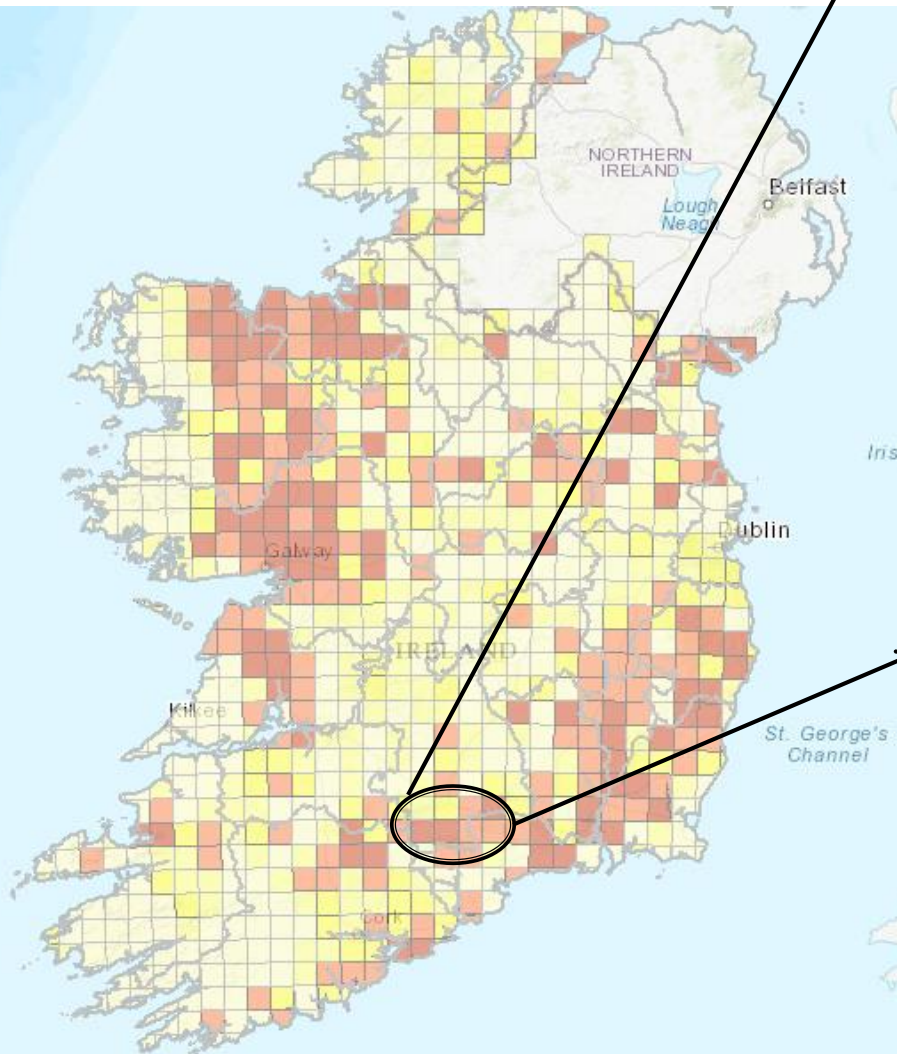 NORTHERN
IRELAND
Belfast
Lough
Neagh
Iris
Dublin
Galway
IRELAND
Kilkee
St. George's
Channel
Cork